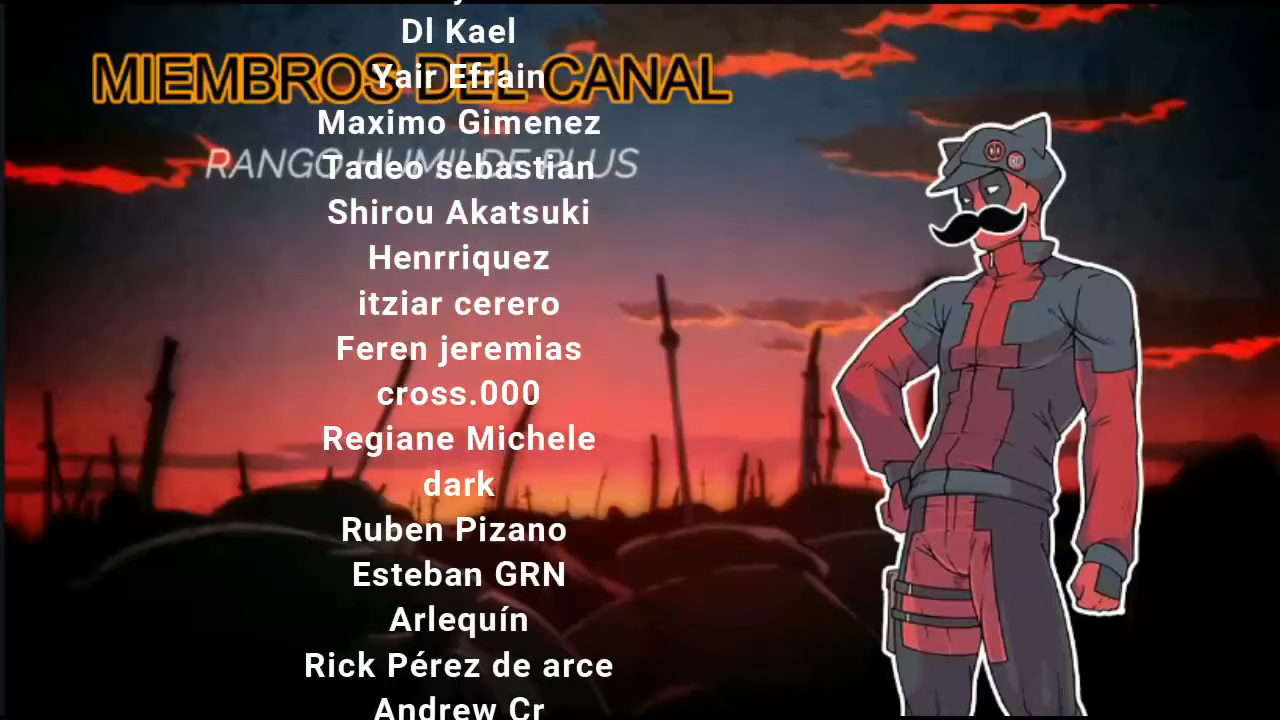 Dl Kael
MIEMBROS DEL CANAL
Yair Efrain
Maximo Gimenez
RANGO HUMILDE PLUS
Tadeo sebastian
Shirou Akatsuki
Henrriquez
itziar cerero
Feren jeremias
cross.000
Regiane Michele
dark
Ruben Pizano
Esteban GRN
Arlequín
Rick Pérez de arce
Andrew Cr